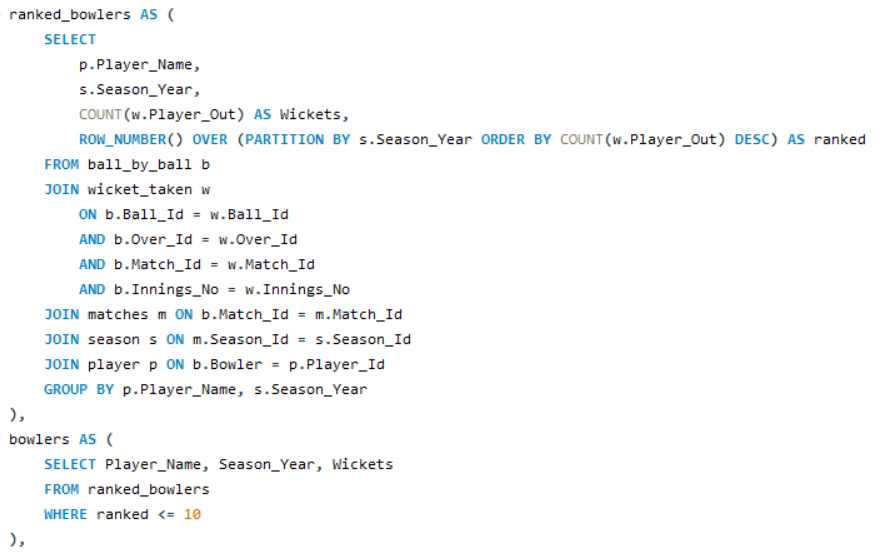 ranked_bowlers AS (
    SELECT
        p.Player_Name,
        s.Season_Year,
        COUNT(w.Player_Out) AS Wickets,
        ROW_NUMBER() OVER (PARTITION BY s.Season_Year ORDER BY COUNT(w.Player_Out) DESC) AS ranked
    FROM ball_by_ball b
    JOIN wicket_taken w
        ON b.Ball_Id = w.Ball_Id
        AND b.Over_Id = w.Over_Id
        AND b.Match_Id = w.Match_Id
        AND b.Innings_No = w.Innings_No
    JOIN matches m ON b.Match_Id = m.Match_Id
    JOIN season s ON m.Season_Id = s.Season_Id
    JOIN player p ON b.Bowler = p.Player_Id
    GROUP BY p.Player_Name, s.Season_Year
),
bowlers AS (
    SELECT Player_Name, Season_Year, Wickets
    FROM ranked_bowlers
    WHERE ranked <= 10
),